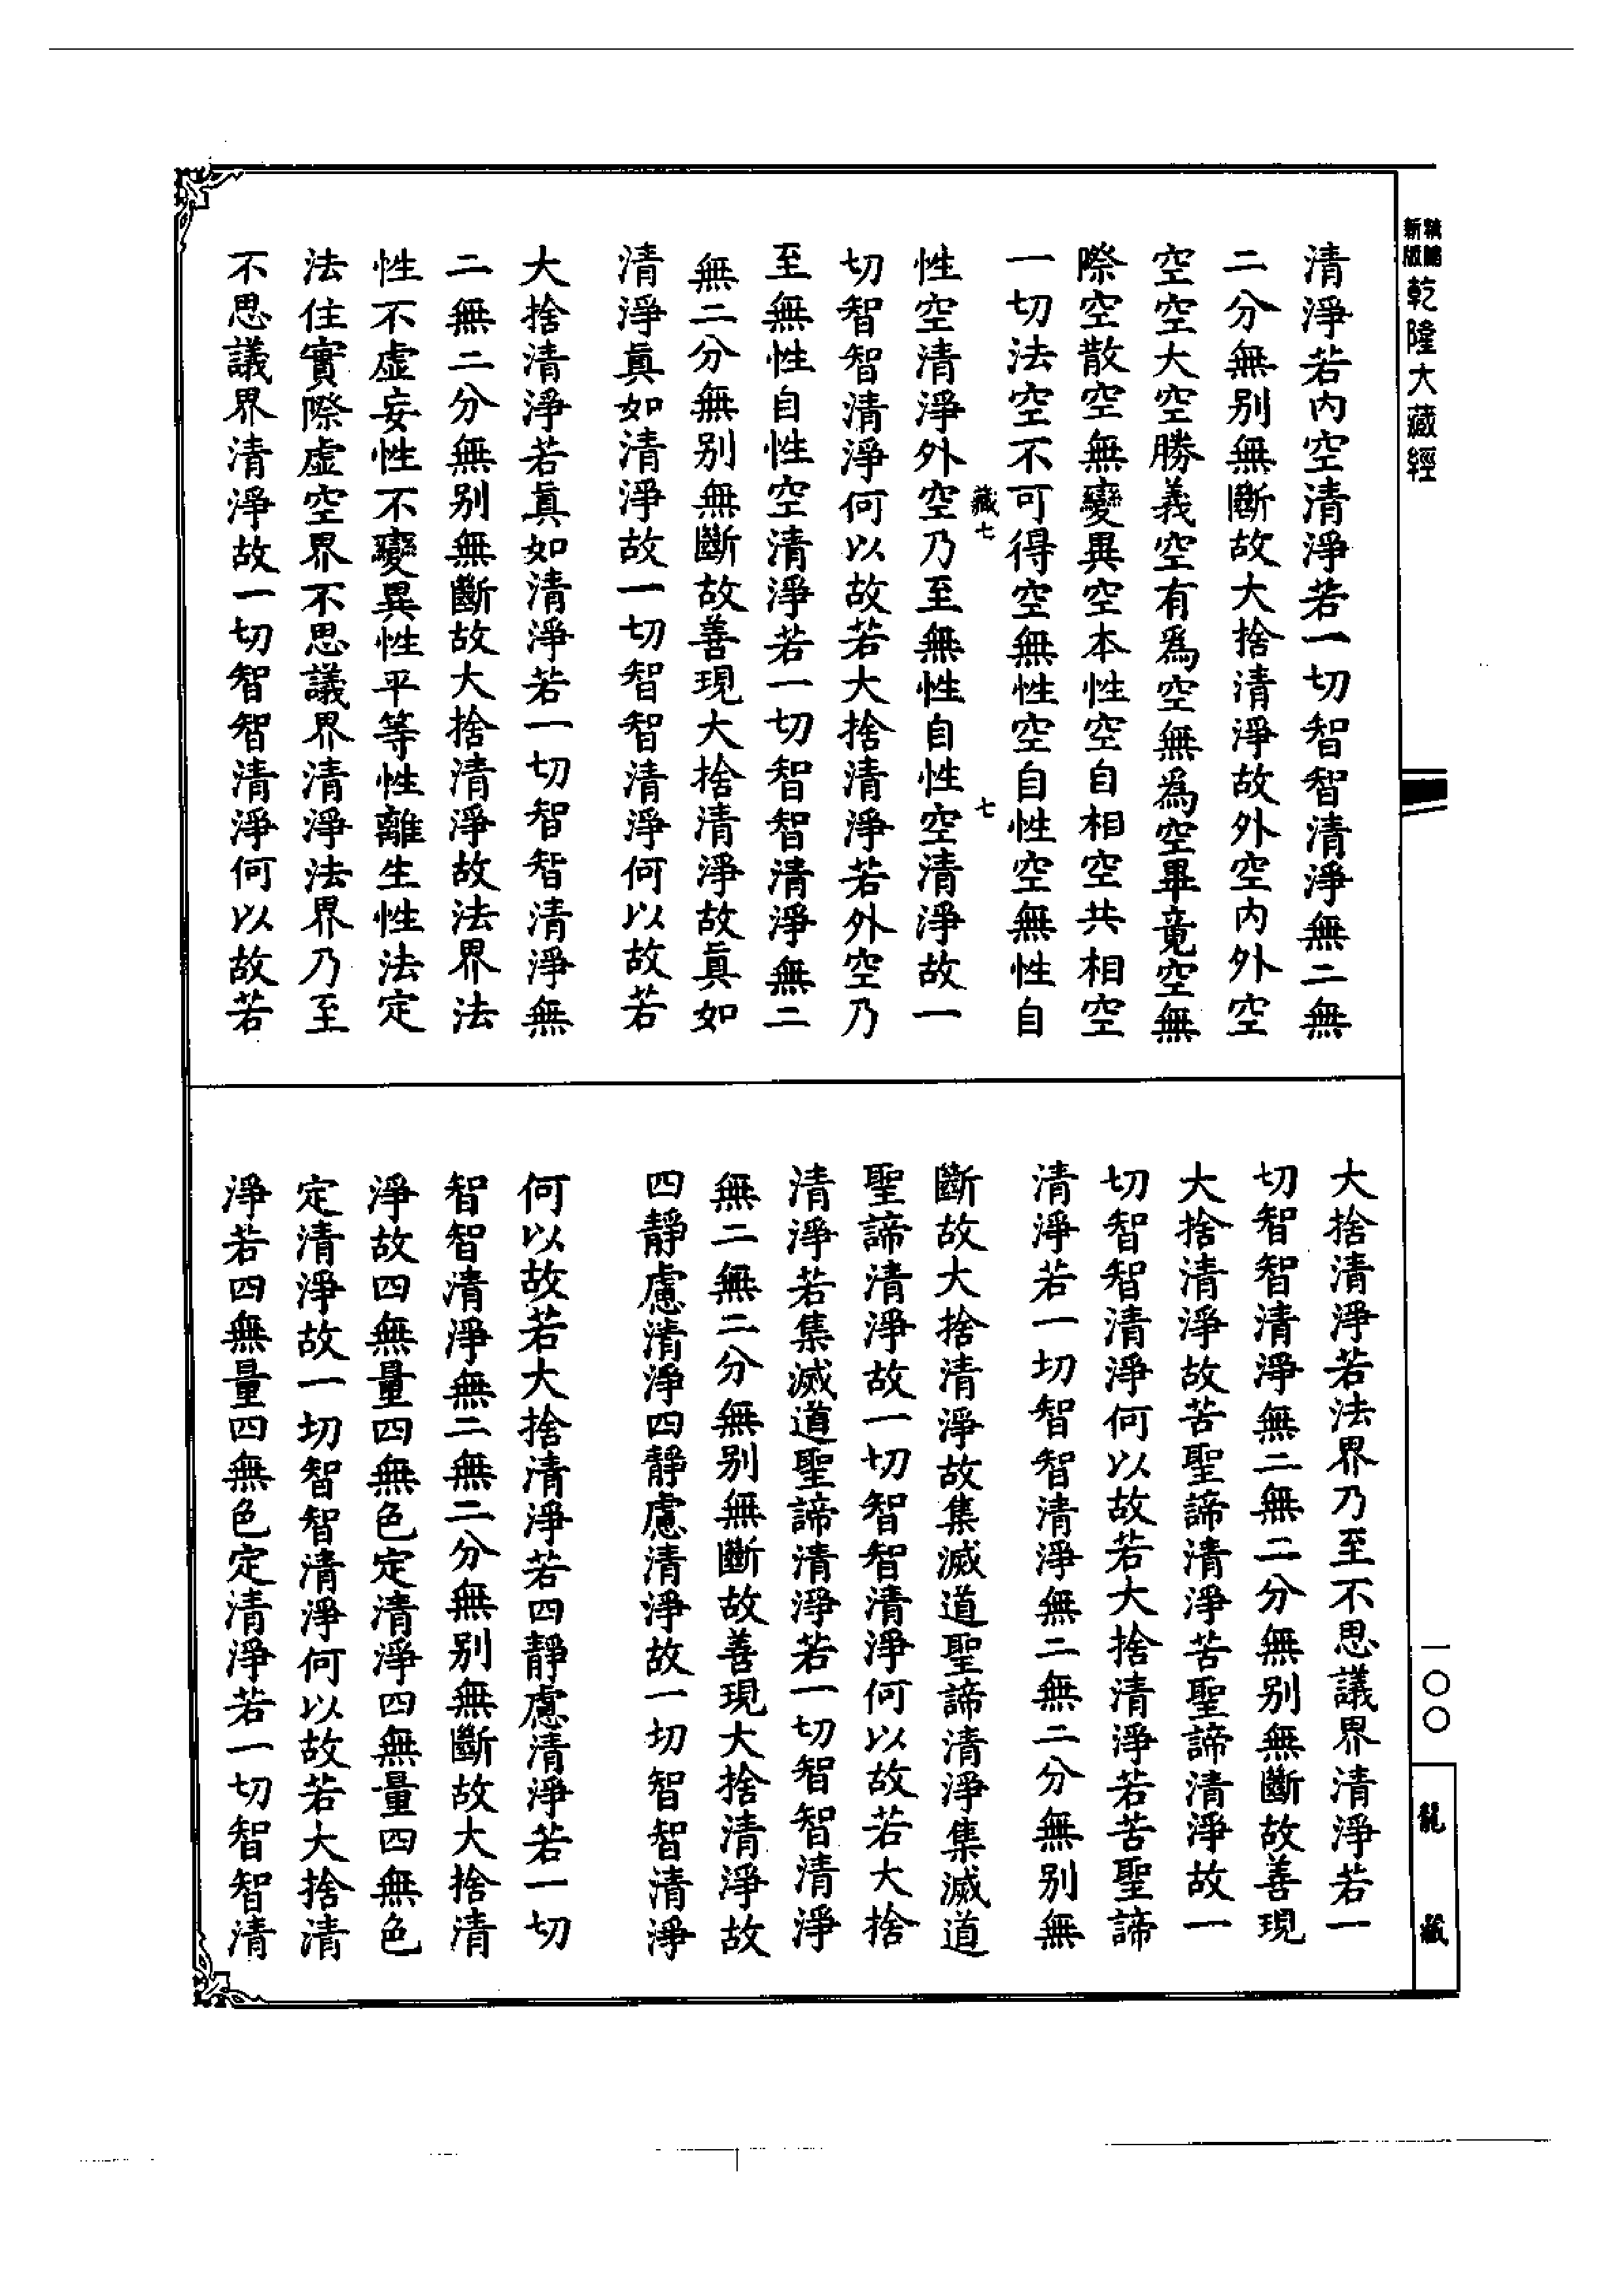 新版
乾隆大藏經
清淨若內空清淨若一切智智清淨無二無
二分無别無斷故大捨清淨故外空內外空
空空大空勝義空有爲空無爲空畢竟空無
際空散空無變異空本性空自相空共相空
一切法空不可得空無性空自性空無性自
藏七
七
性空清淨外空乃至無性自性空清淨故一
切智智清淨何以故若大捨清淨若外空乃
至無性自性空清淨若一切智智清淨無二
無二分無别無斷故善現大捨清淨故眞如
清淨眞如清淨故一切智智清淨何以故若
大捨清淨若眞如清淨若一切智智清淨無
二無二分無别無斷故大捨清淨故法界法
性不虛妄性不變異性平等性離生性法定
法住實際虛空界不思議界清淨法界乃至
不思議界清淨故一切智智清淨何以故若
大捨清淨若法界乃至不思議界清淨若一
切智智清淨無二無二分無别無斷故善現
大捨清淨故苦聖諦清淨苦聖諦清淨故一
切智智清淨何以故若大捨清淨若苦聖諦
清淨若一切智智清淨無二無二分無别無
斷故大捨清淨故集滅道聖諦清淨集滅道
聖諦清淨故一切智智清淨何以故若大捨
清淨若集滅道聖諦清淨若一切智智清淨
無二無二分無别無斷故善現大捨清淨故
四靜慮清淨四靜慮清淨故一切智智清淨
何以故若大捨清淨若四靜慮清淨若一切
智智清淨無二無二分無别無斷故大捨清
淨故四無量四無色定清淨四無量四無色
定清淨故一切智智清淨何以故若大捨清
淨若四無量四無色定清淨若一切智智清
一〇〇
龍藏